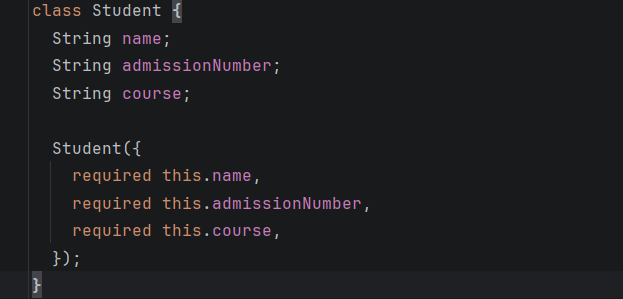 class Student {
  String name;
  String admissionNumber;
  String course;

  Student({
    required this.name,
    required this.admissionNumber,
    required this.course,
  });
}